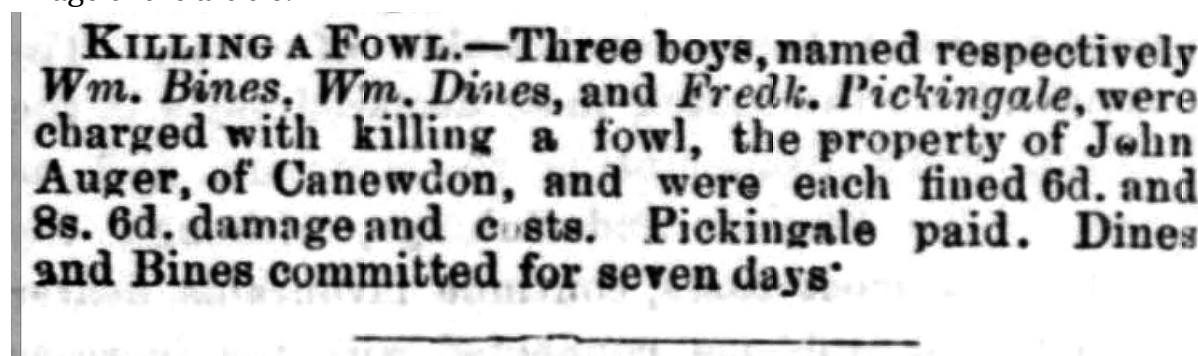 KILLING A FOWL.—Three boys, named respectively
Wm. Bines, Wm. Dines, and Fredk. Pickingale, were
charged with killing a fowl, the property of John
Auger, of Canewdon, and were each fined 6d. and
8s. 6d. damage and costs. Pickingale paid. Dines
and Bines committed for seven days